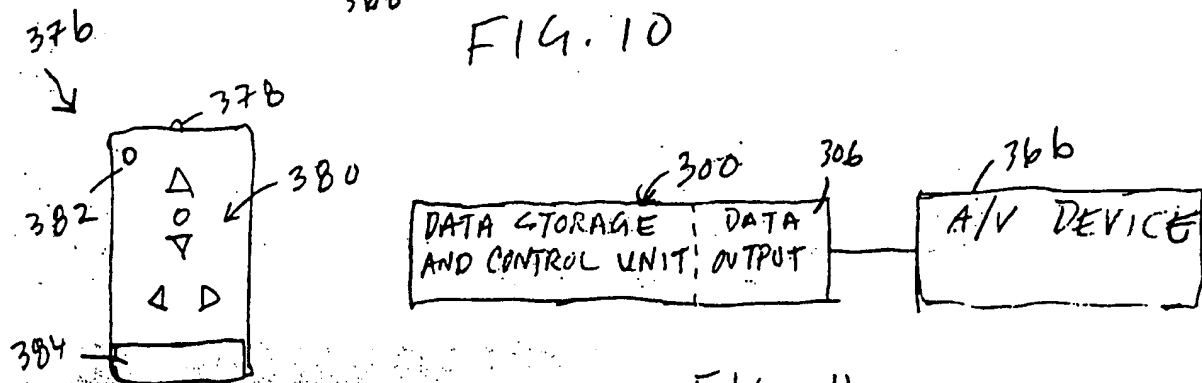 FIG. 10
376
378
380
382
384
300
306
366
DATA STORAGE
AND CONTROL UNIT
DATA
OUTPUT
A/V DEVICE